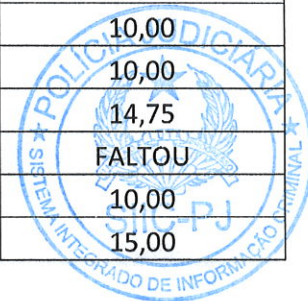 10,00
10,00
14,75
FALTOU
10,00
15,00
POLÍCIA JUDICIÁRIA
SIIC-PJ
SISTEMA INTEGRADO DE INFORMAÇÃO CRIMINAL